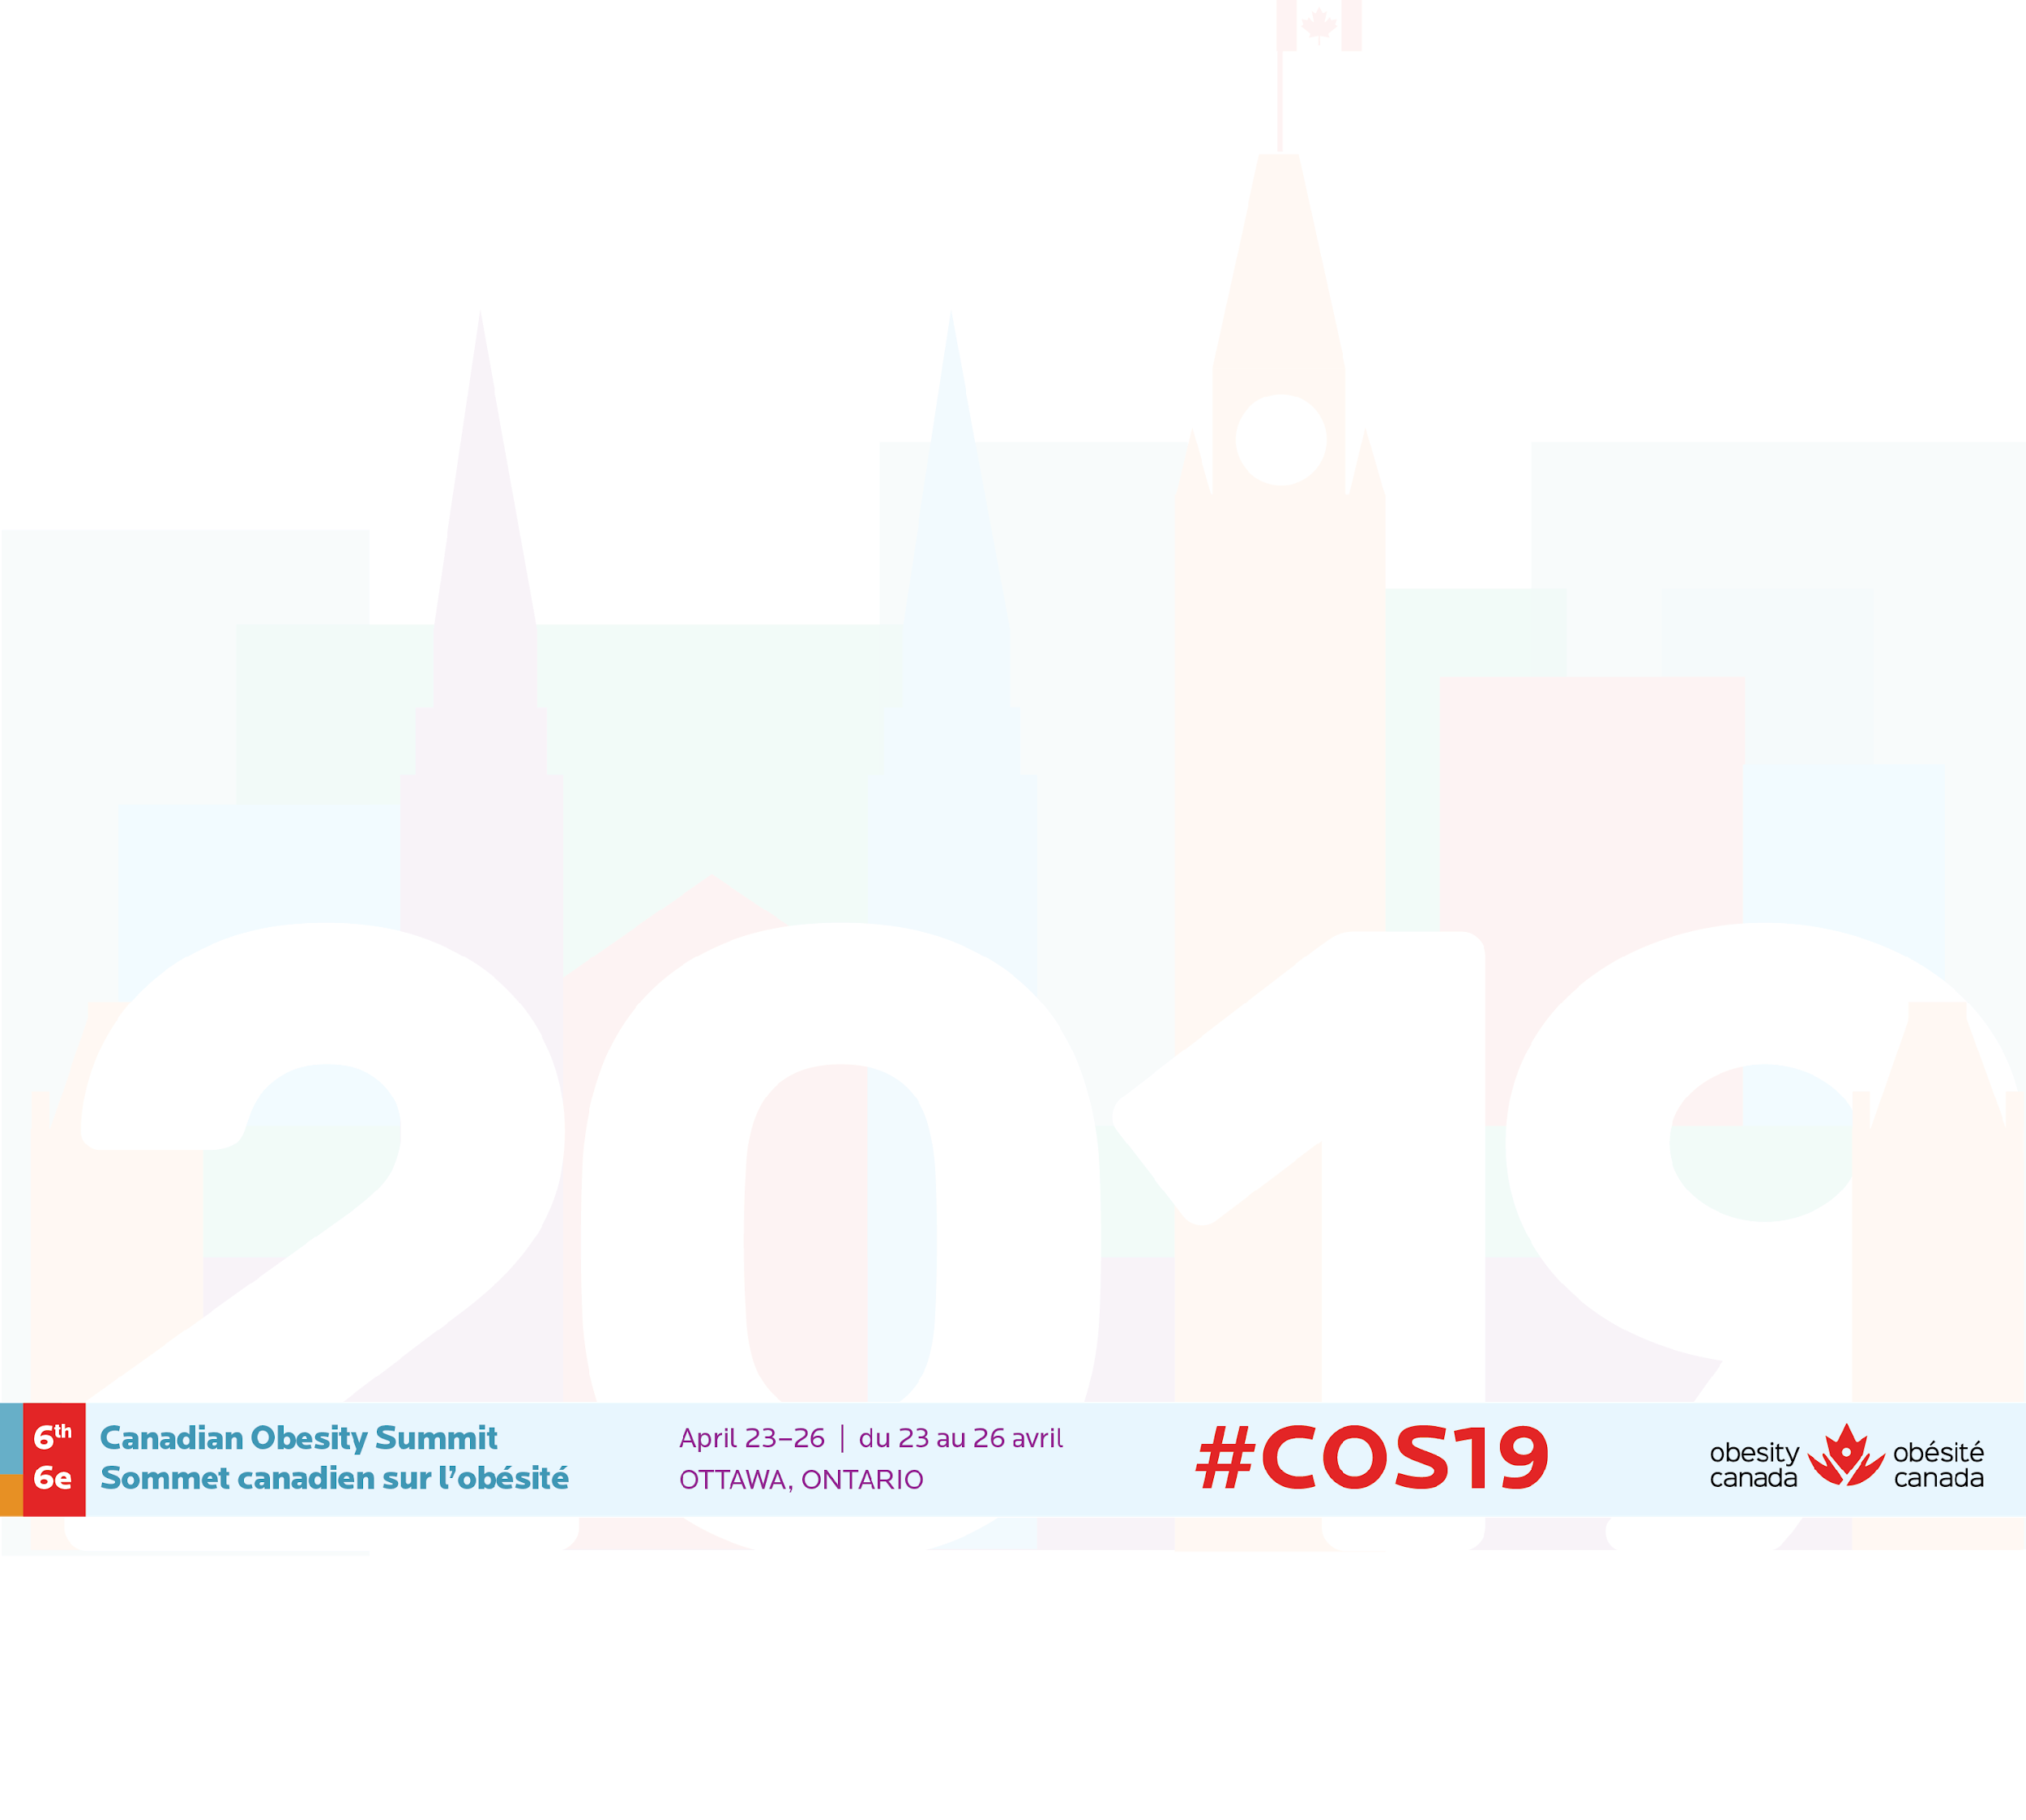 2019
6th
6e
Canadian Obesity Summit
Sommet canadien sur l’obésité
April 23–26 | du 23 au 26 avril
OTTAWA, ONTARIO
#COS19
obesity
canada
obésité
canada